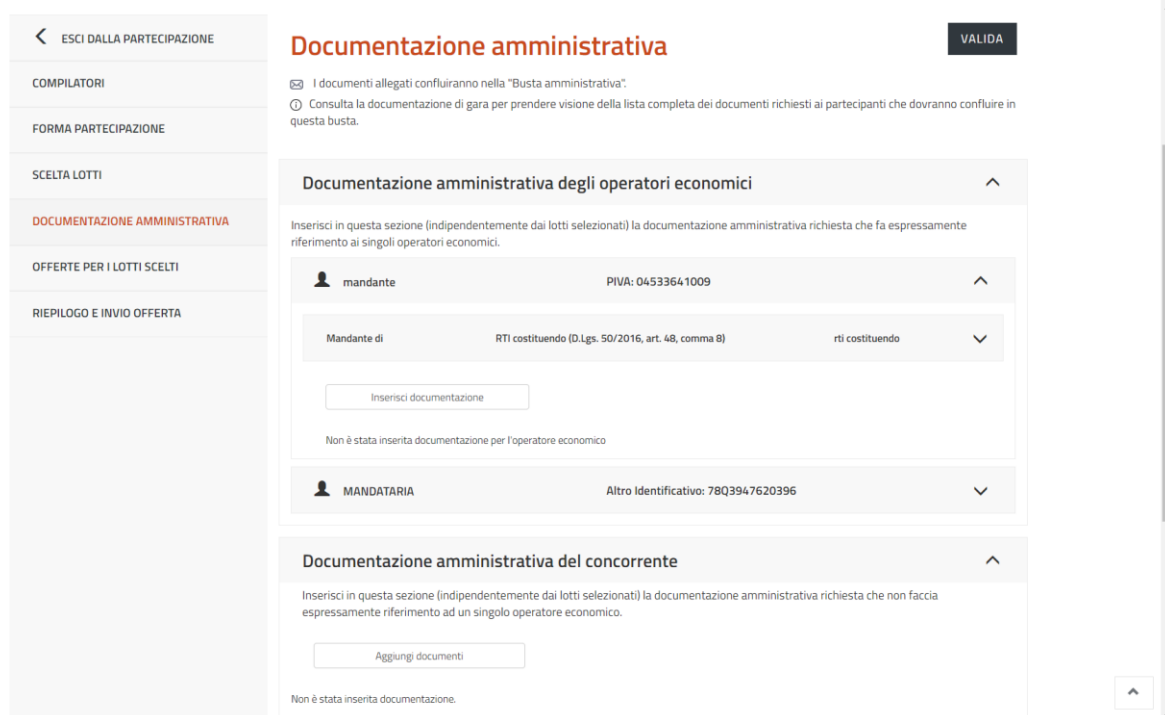 ESCI DALLA PARTECIPAZIONE
COMPILATORI
FORMA PARTECIPAZIONE
SCELTA LOTTI
DOCUMENTAZIONE AMMINISTRATIVA
OFFERTE PER I LOTTI SCELTI
RIEPILOGO E INVIO OFFERTA
Documentazione amministrativa
VALIDA
I documenti allegati confluiranno nella "Busta amministrativa".
Consulta la documentazione di gara per prendere visione della lista completa dei documenti richiesti ai partecipanti che dovranno confluire in
questa busta.
Documentazione amministrativa degli operatori economici
Inserisci in questa sezione (indipendentemente dai lotti selezionati) la documentazione amministrativa richiesta che fa espressamente
riferimento ai singoli operatori economici.
mandante PIVA: 04533641009
Mandante di RTI costituendo (D.Lgs. 50/2016, art. 48, comma 8) rti costituendo
Inserisci documentazione
Non è stata inserita documentazione per l'operatore economico
MANDATARIA Altro Identificativo: 78Q3947620396
Documentazione amministrativa del concorrente
Inserisci in questa sezione (indipendentemente dai lotti selezionati) la documentazione amministrativa richiesta che non faccia
espressamente riferimento ad un singolo operatore economico.
Aggiungi documenti
Non è stata inserita documentazione.